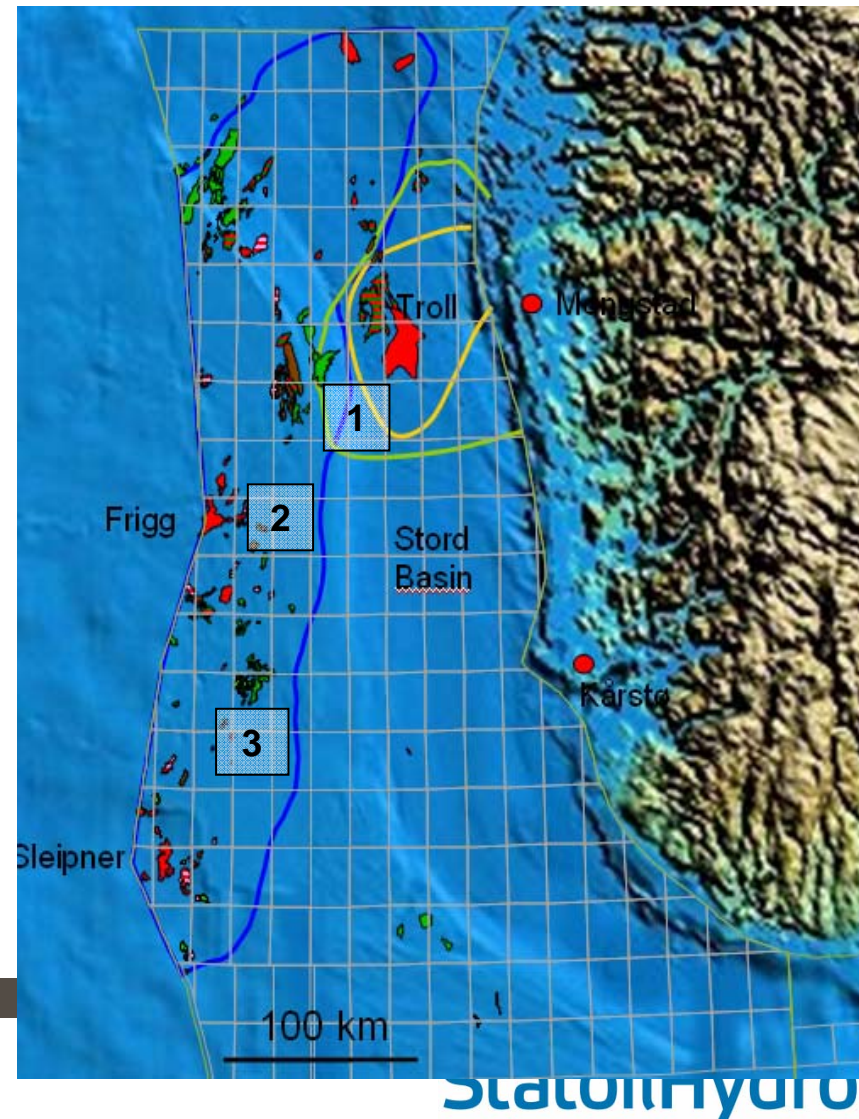 Troll
Mongstad
1
Frigg
2
Stord
Basin
Kårstø
3
Sleipner
100 km
StatoilHydro